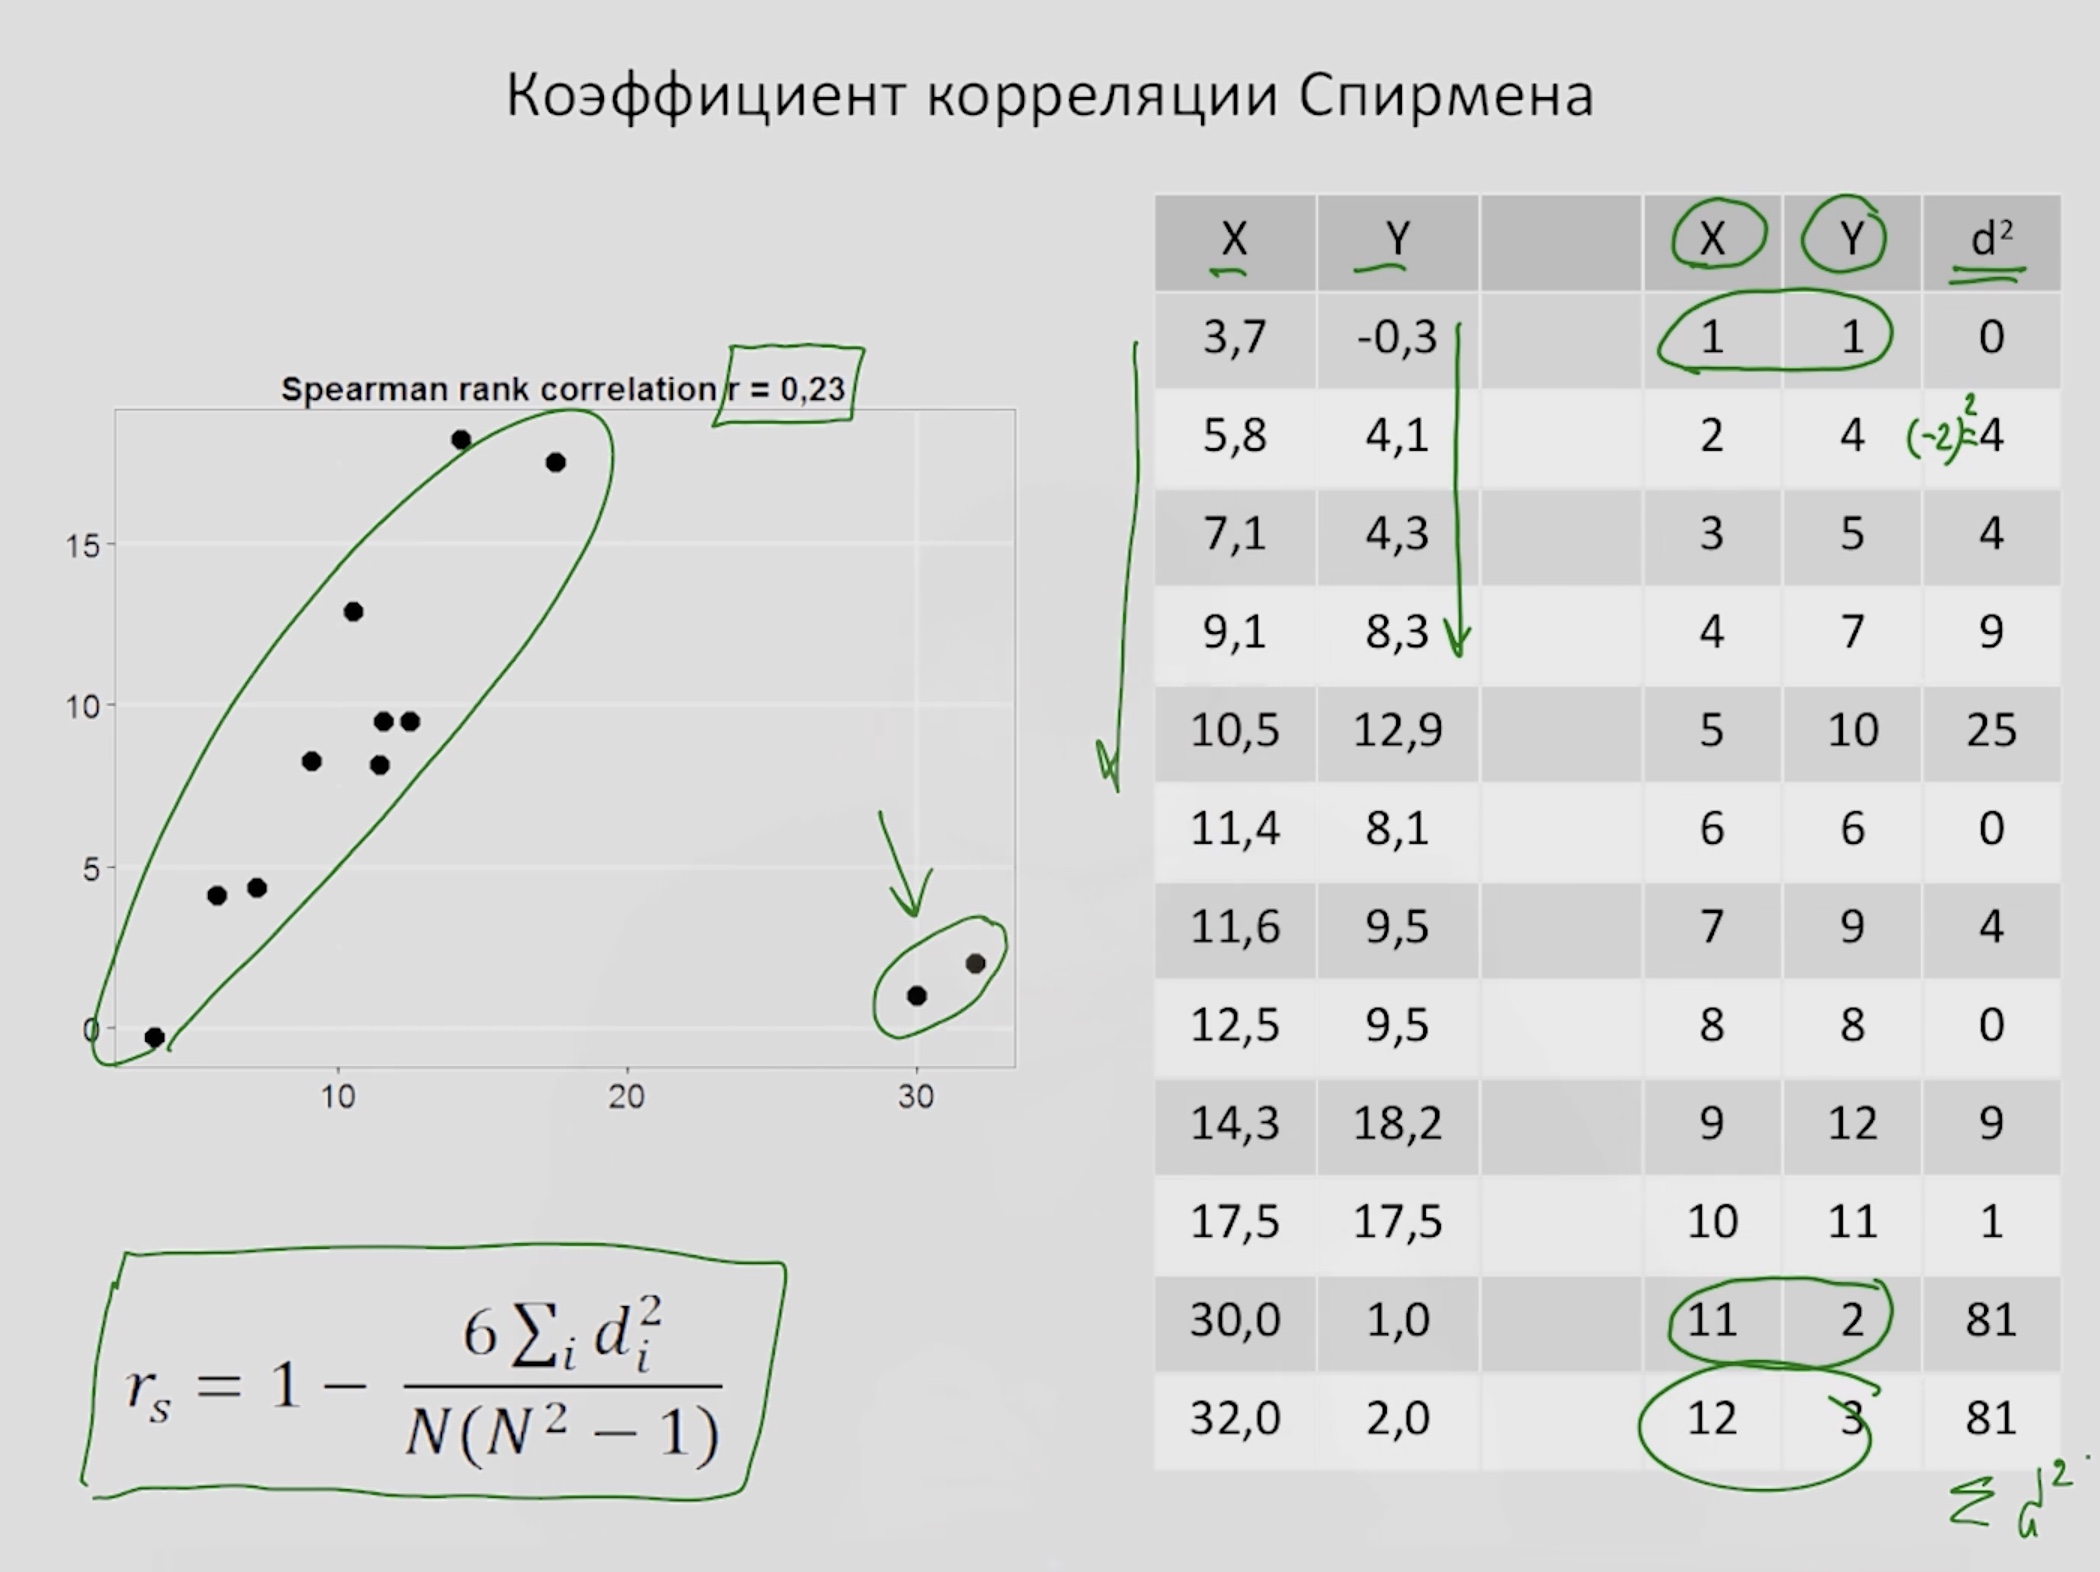 Коэффициент корреляции Спирмена
Spearman rank correlation r = 0,23
15
10
5
0
10 20 30
r_s = 1 − 6 ∑_i d_i^2 / N(N^2 − 1)
X Y X Y d²
3,7 -0,3 1 1 0
5,8 4,1 2 4 (-2)²= 4
7,1 4,3 3 5 4
9,1 8,3 4 7 9
10,5 12,9 5 10 25
11,4 8,1 6 6 0
11,6 9,5 7 9 4
12,5 9,5 8 8 0
14,3 18,2 9 12 9
17,5 17,5 10 11 1
30,0 1,0 11 2 81
32,0 2,0 12 3 81
∑ d²